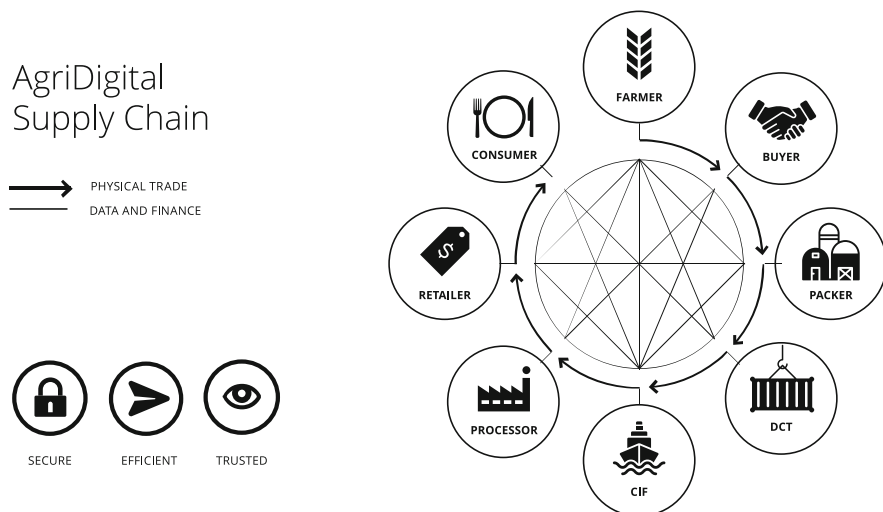 AgriDigital
Supply Chain
PHYSICAL TRADE
DATA AND FINANCE
SECURE
EFFICIENT
TRUSTED
FARMER
BUYER
PACKER
DCT
CIF
PROCESSOR
RETAILER
CONSUMER
$